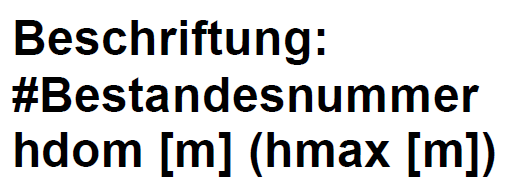 Beschriftung:
#Bestandesnummer
hdom [m] (hmax [m])